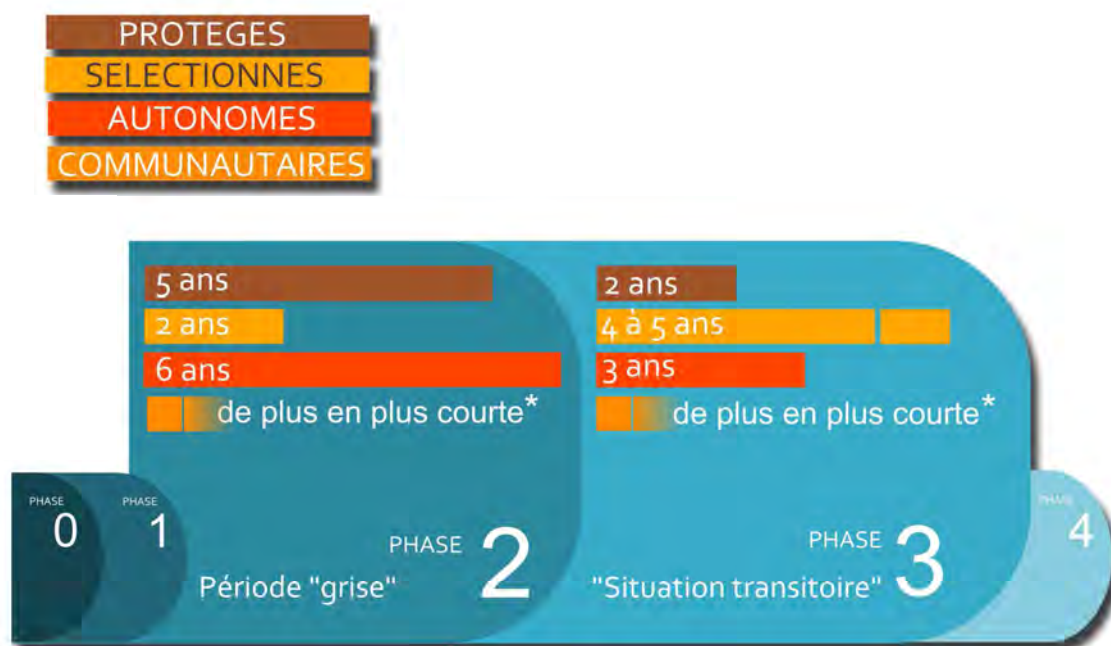 PROTEGES
SELECTIONNES
AUTONOMES
COMMUNAUTAIRES
5 ans
2 ans
6 ans
de plus en plus courte*
2 ans
4 à 5 ans
3 ans
de plus en plus courte*
PHASE
0
PHASE
1
PHASE 2
Période "grise"
PHASE 3
"Situation transitoire"
PHASE
4